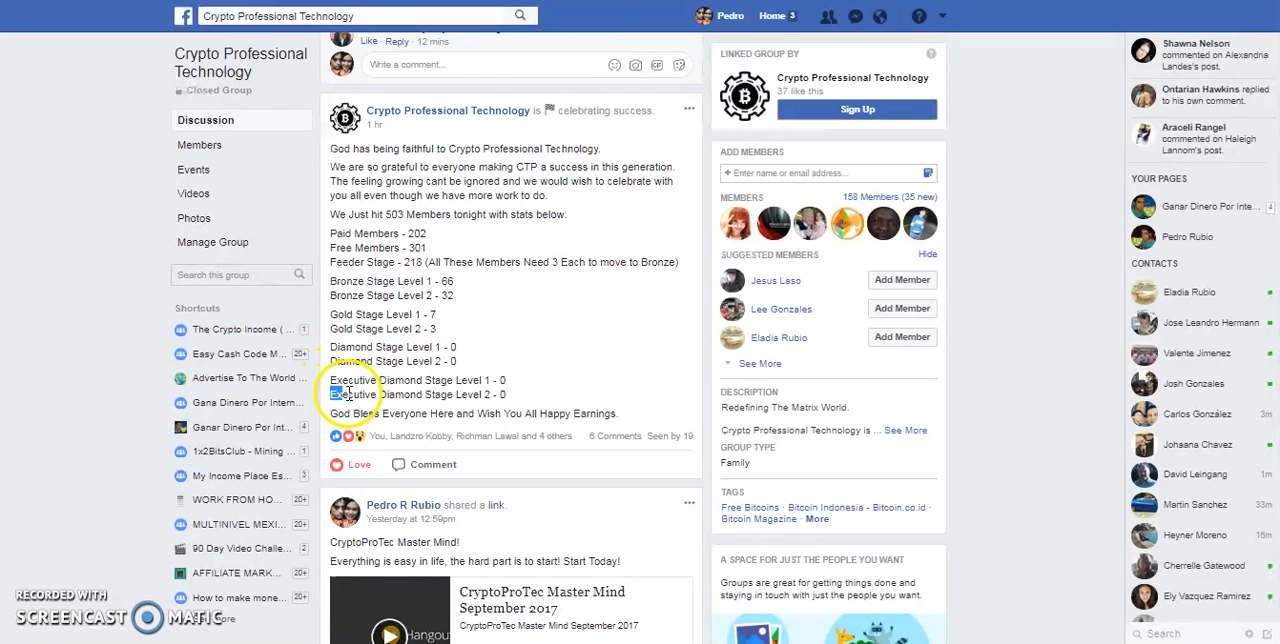 Crypto Professional Technology
Pedro
Home 3
Crypto Professional
Technology
Closed Group
Discussion
Members
Events
Videos
Photos
Manage Group
Search this group
Shortcuts
The Crypto Income ( ... 1
Easy Cash Code M... 20+
Advertise To The World ...
Gana Dinero Por Intern...
Ganar Dinero Por Int... 4
1x2BitsClub - Mining ... 1
My Income Place Es... 3
WORK FROM HO... 20+
MULTINIVEL MEXI... 20+
90 Day Video Challe... 2
AFFILIATE MARK... 20+
How to make mone... 20+
RECORDED WITH
SCREENCAST MATIC
Like · Reply · 12 mins
Write a comment...
GIF
Crypto Professional Technology is celebrating success.
1 hr
God has being faithful to Crypto Professional Technology.
We are so grateful to everyone making CTP a success in this generation.
The feeling growing cant be ignored and we would wish to celebrate with
you all even though we have more work to do.
We Just hit 503 Members tonight with stats below:
Paid Members - 202
Free Members - 301
Feeder Stage - 218 (All These Members Need 3 Each to move to Bronze)
Bronze Stage Level 1 - 66
Bronze Stage Level 2 - 32
Gold Stage Level 1 - 7
Gold Stage Level 2 - 3
Diamond Stage Level 1 - 0
Diamond Stage Level 2 - 0
Executive Diamond Stage Level 1 - 0
Executive Diamond Stage Level 2 - 0
God Bless Everyone Here and Wish You All Happy Earnings.
You, Landzro Kobby, Richman Lawal and 4 others 6 Comments Seen by 19
Love Comment
Pedro R Rubio shared a link.
Yesterday at 12:59pm
CryptoProTec Master Mind!
Everything is easy in life, the hard part is to start! Start Today!
Hangout
CryptoProTec Master Mind
September 2017
CryptoProTec Master Mind September 2017
LINKED GROUP BY
Crypto Professional Technology
37 like this
Sign Up
ADD MEMBERS
+ Enter name or email address...
MEMBERS 158 Members (35 new)
SUGGESTED MEMBERS Hide
Jesus Laso Add Member
Lee Gonzales Add Member
Eladia Rubio Add Member
See More
DESCRIPTION
Redefining The Matrix World.
Crypto Professional Technology is ... See More
GROUP TYPE
Family
TAGS
Free Bitcoins · Bitcoin Indonesia - Bitcoin.co.id ·
Bitcoin Magazine · More
A SPACE FOR JUST THE PEOPLE YOU WANT
Groups are great for getting things done and
staying in touch with just the people you want.
Shawna Nelson
commented on Alexandria
Landes's post.
Ontarian Hawkins replied
to his own comment.
Araceli Rangel
commented on Haleigh
Lannom's post.
YOUR PAGES
Ganar Dinero Por Inte... 4
Pedro Rubio
CONTACTS
Eladia Rubio
Jose Leandro Hermann
Valente Jimenez
Josh Gonzales
Carlos González
Johaana Chavez
David Leingang 1m
Martin Sanchez 33m
Heyner Moreno 16m
Cherrelle Gatewood
Ely Vazquez Ramirez
Search